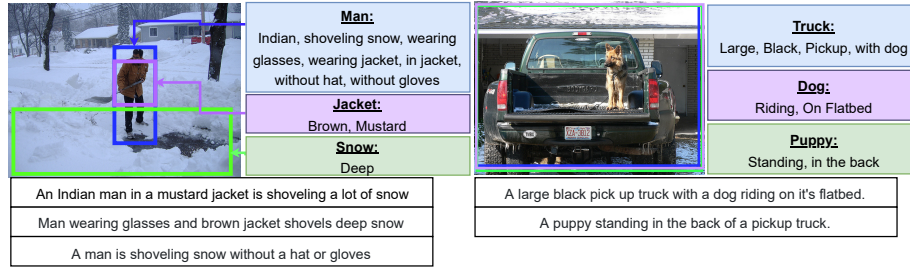 Man:
Indian, shoveling snow, wearing
glasses, wearing jacket, in jacket,
without hat, without gloves
Jacket:
Brown, Mustard
Snow:
Deep
An Indian man in a mustard jacket is shoveling a lot of snow
Man wearing glasses and brown jacket shovels deep snow
A man is shoveling snow without a hat or gloves
Truck:
Large, Black, Pickup, with dog
Dog:
Riding, On Flatbed
Puppy:
Standing, in the back
A large black pick up truck with a dog riding on it's flatbed.
A puppy standing in the back of a pickup truck.